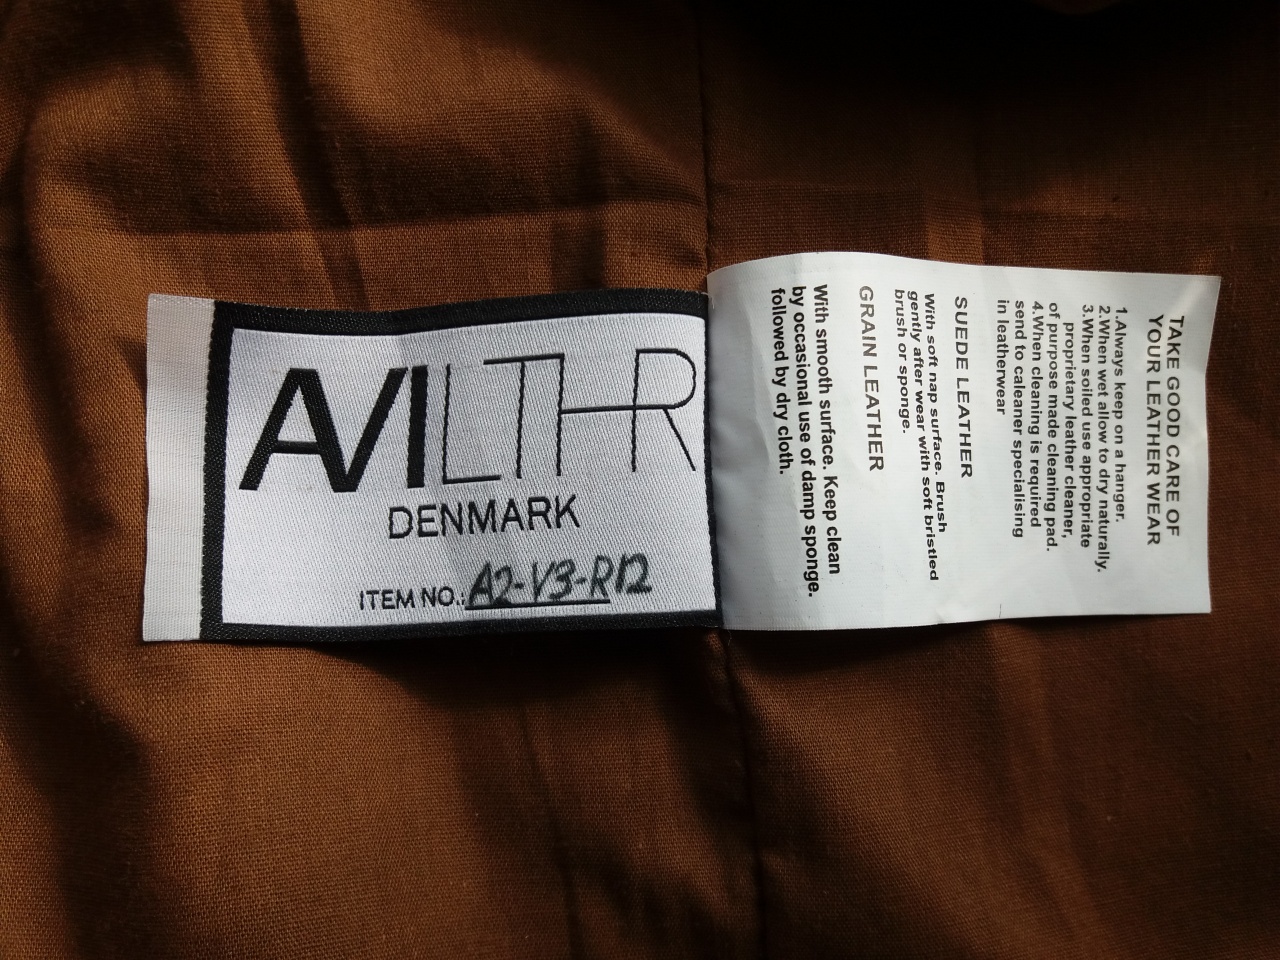 AVILTHR
DENMARK
ITEM NO.: A2-V3-R12
TAKE GOOD CARE OF
YOUR LEATHER WEAR
1.Always keep on a hanger.
2.When wet allow to dry naturally.
3.When soiled use appropriate
proprietary leather cleaner,
of purpose made cleaning pad.
4.When cleaning is required
send to caleaner specialising
in leatherwear
SUEDE LEATHER
With soft nap surface. Brush
gently after wear with soft bristled
brush or sponge.
GRAIN LEATHER
With smooth surface. Keep clean
by occasional use of damp sponge.
followed by dry cloth.